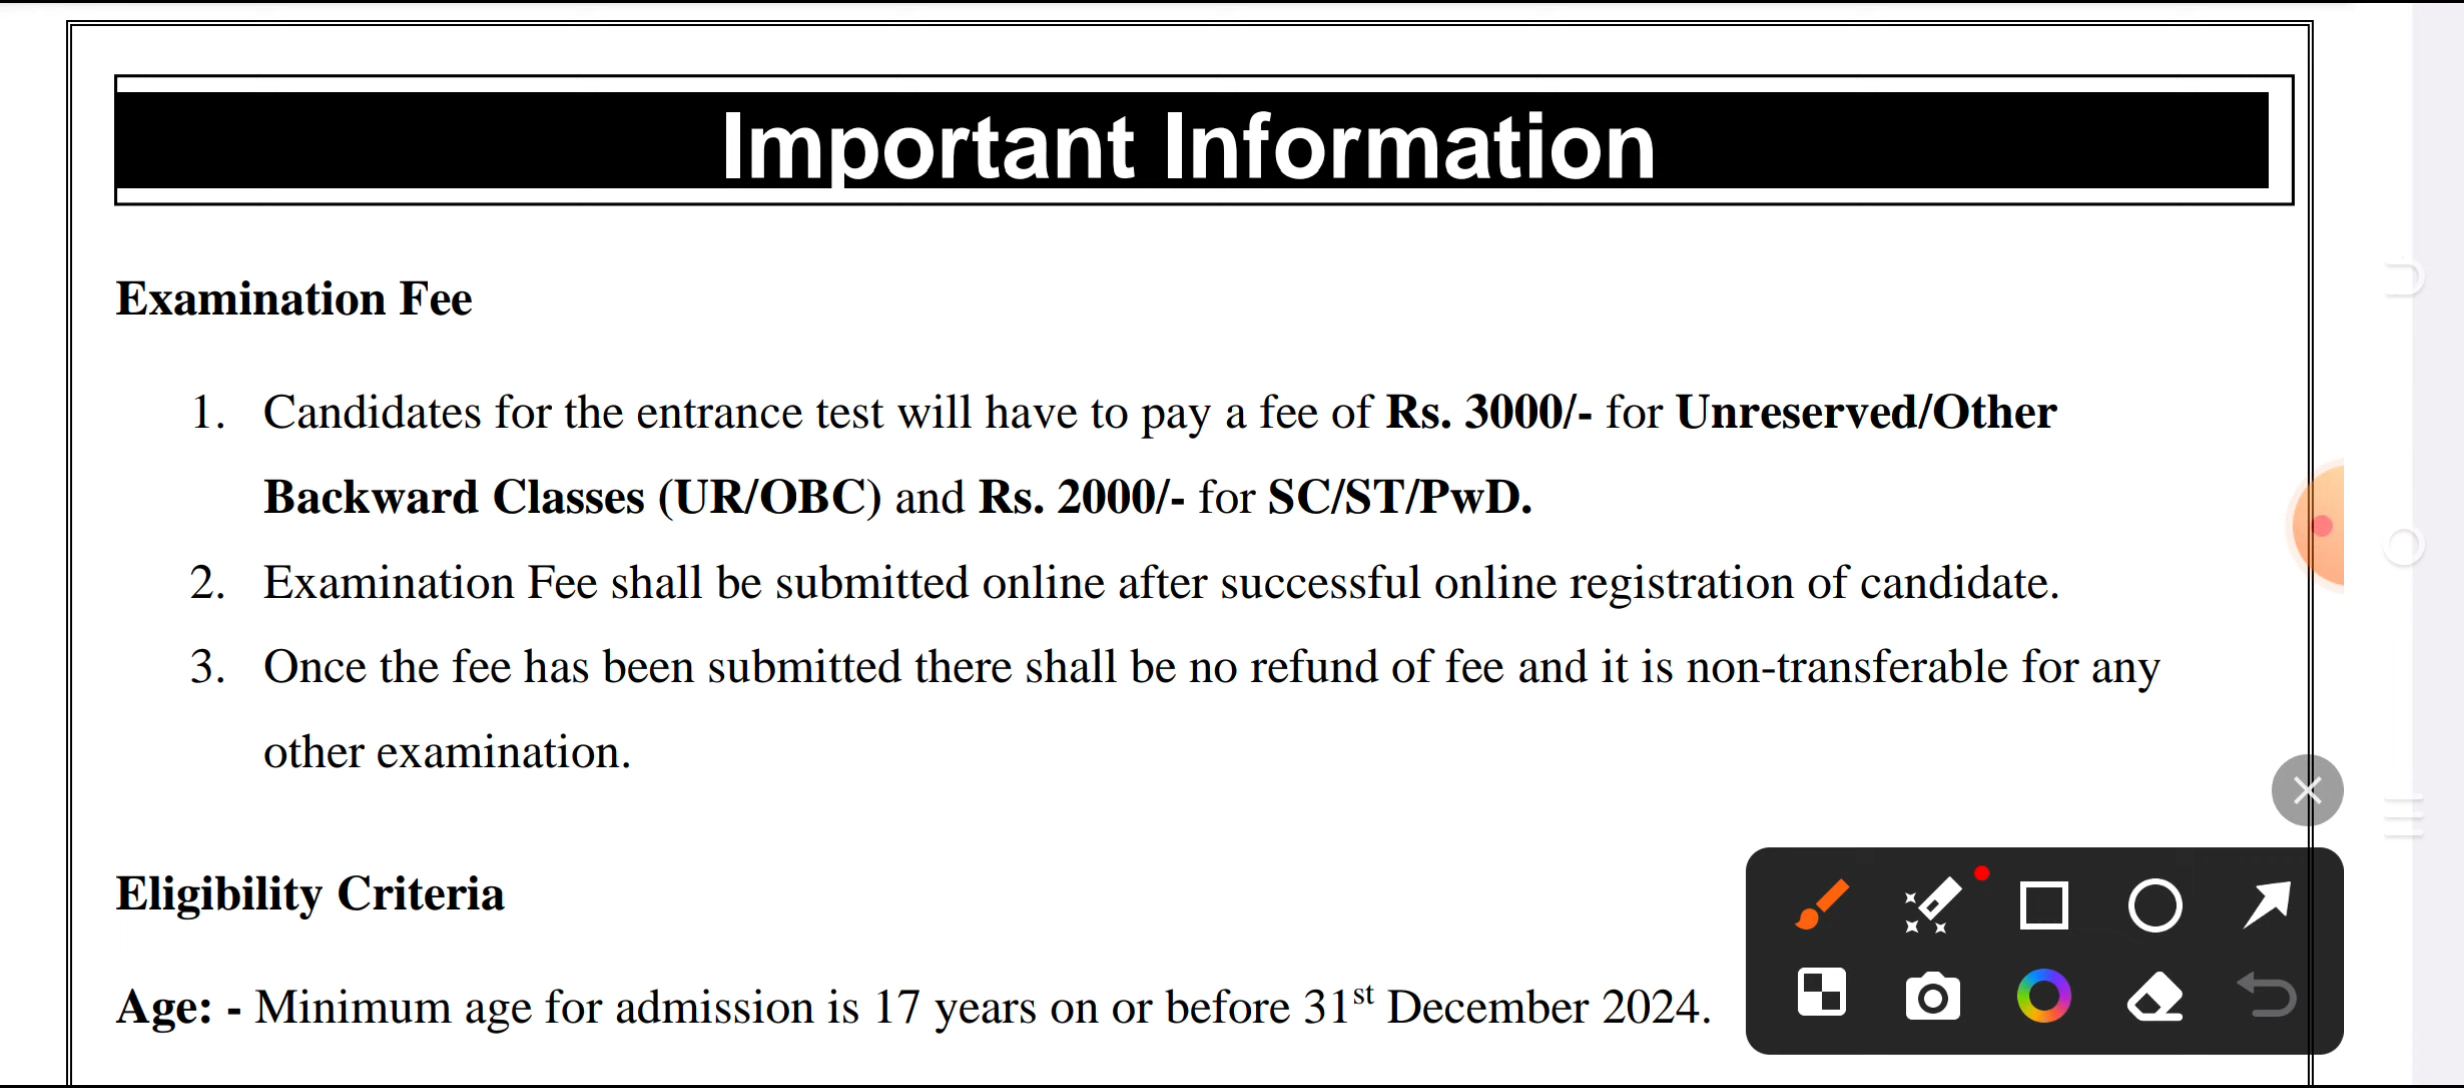 Important Information
Examination Fee
1. Candidates for the entrance test will have to pay a fee of Rs. 3000/- for Unreserved/Other
Backward Classes (UR/OBC) and Rs. 2000/- for SC/ST/PwD.
2. Examination Fee shall be submitted online after successful online registration of candidate.
3. Once the fee has been submitted there shall be no refund of fee and it is non-transferable for any
other examination.
Eligibility Criteria
Age: - Minimum age for admission is 17 years on or before 31st December 2024.